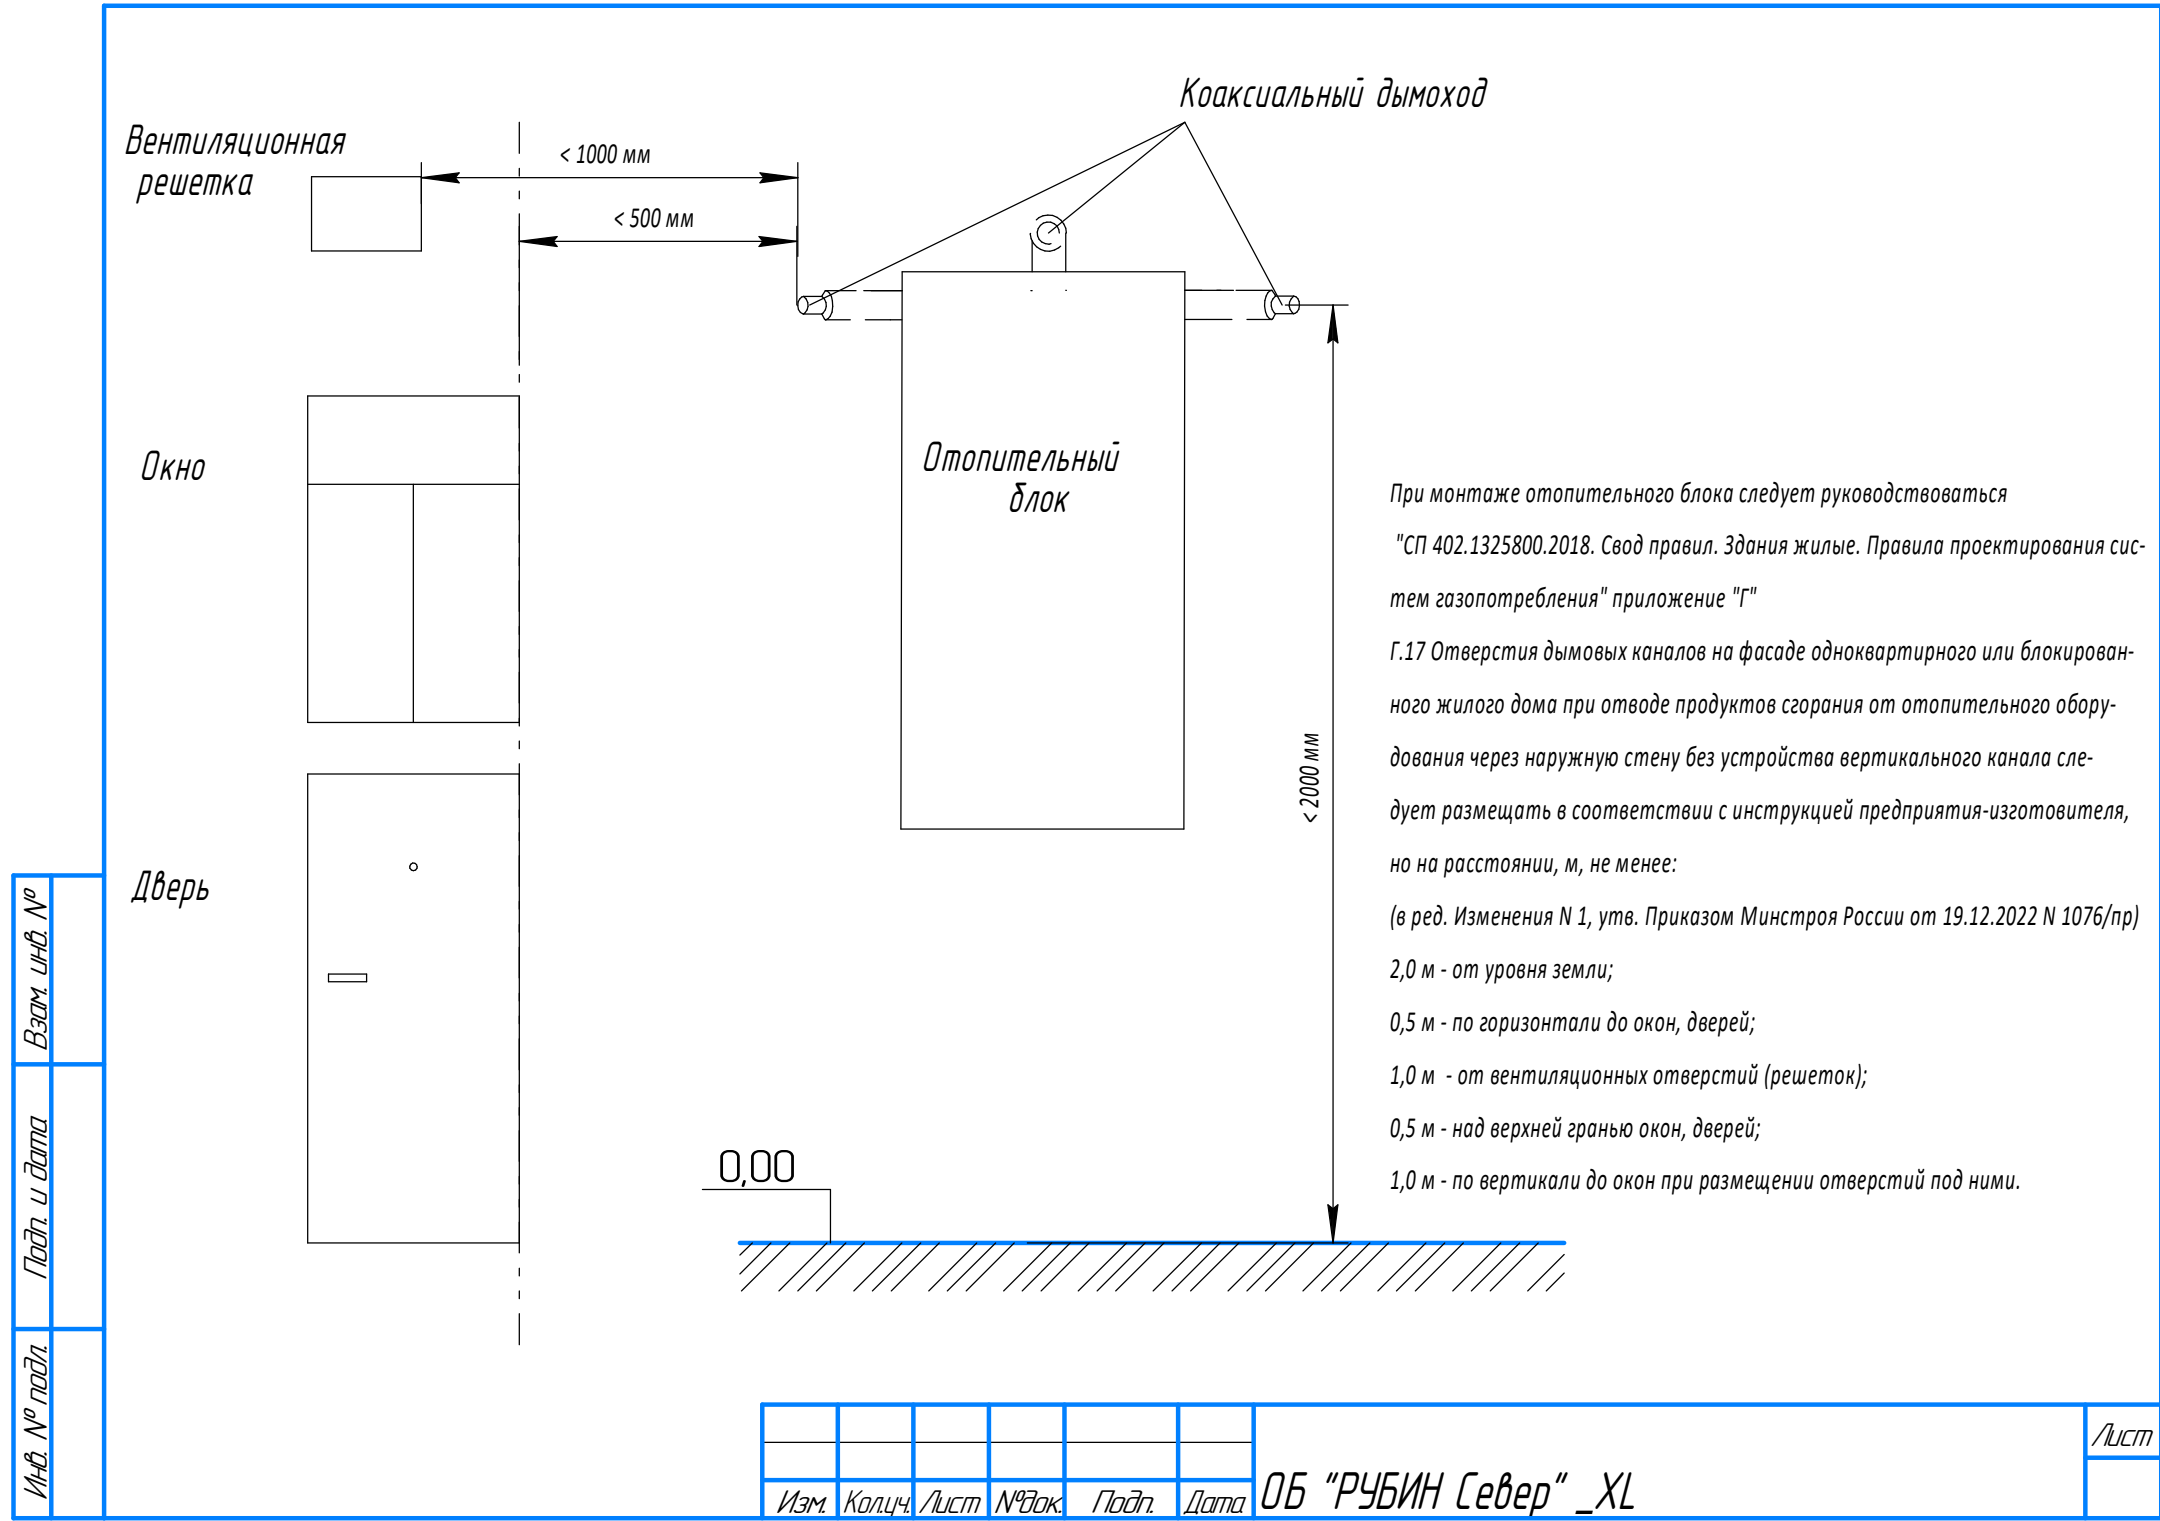 Коаксиальный дымоход
Вентиляционная
решетка
< 1000 мм
< 500 мм
Окно
Отопительный
блок
Дверь
< 2000 мм
0,00
При монтаже отопительного блока следует руководствоваться
"СП 402.1325800.2018. Свод правил. Здания жилые. Правила проектирования сис-
тем газопотребления" приложение "Г"
Г.17 Отверстия дымовых каналов на фасаде одноквартирного или блокирован-
ного жилого дома при отводе продуктов сгорания от отопительного обору-
дования через наружную стену без устройства вертикального канала сле-
дует размещать в соответствии с инструкцией предприятия-изготовителя,
но на расстоянии, м, не менее:
(в ред. Изменения N 1, утв. Приказом Минстроя России от 19.12.2022 N 1076/пр)
2,0 м - от уровня земли;
0,5 м - по горизонтали до окон, дверей;
1,0 м - от вентиляционных отверстий (решеток);
0,5 м - над верхней гранью окон, дверей;
1,0 м - по вертикали до окон при размещении отверстий под ними.
Взам. инв. №
Подп. и дата
Инв. № подл.
Изм. Кол.уч. Лист №док. Подп. Дата
ОБ "РУБИН Север" _XL
Лист